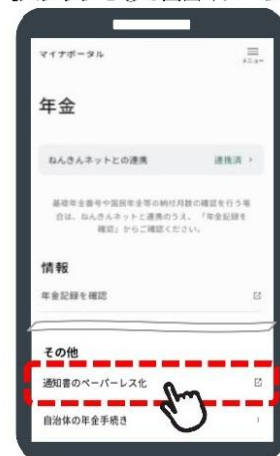 マイナポータル
メニュー
年金
ねんきんネットとの連携 連携済
基礎年金番号や国民年金等の納付月数の確認を行う場
合は、ねんきんネットと連携のうえ、「年金記録を
確認」からご確認ください。
情報
年金記録を確認
その他
通知書のペーパーレス化
自治体の年金手続き